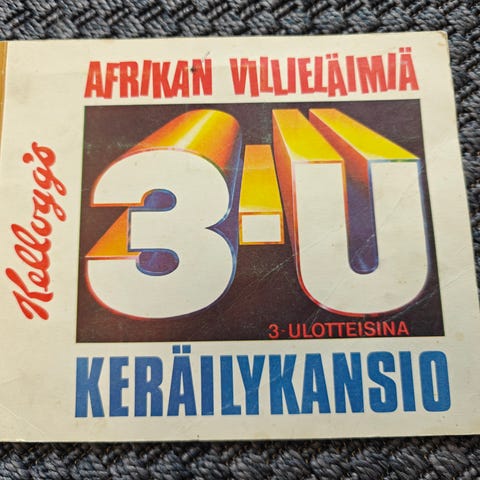 AFRIKAN VILLIELÄIMIÄ
Kellogg's
3-U
3-ULOTTEISINA
KERÄILYKANSIO